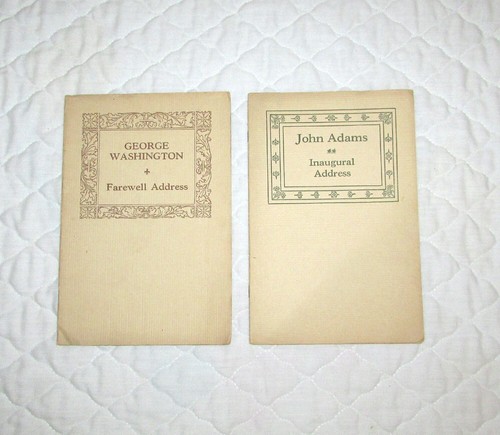 GEORGE
WASHINGTON
+
Farewell Address
John Adams
**
Inaugural
Address